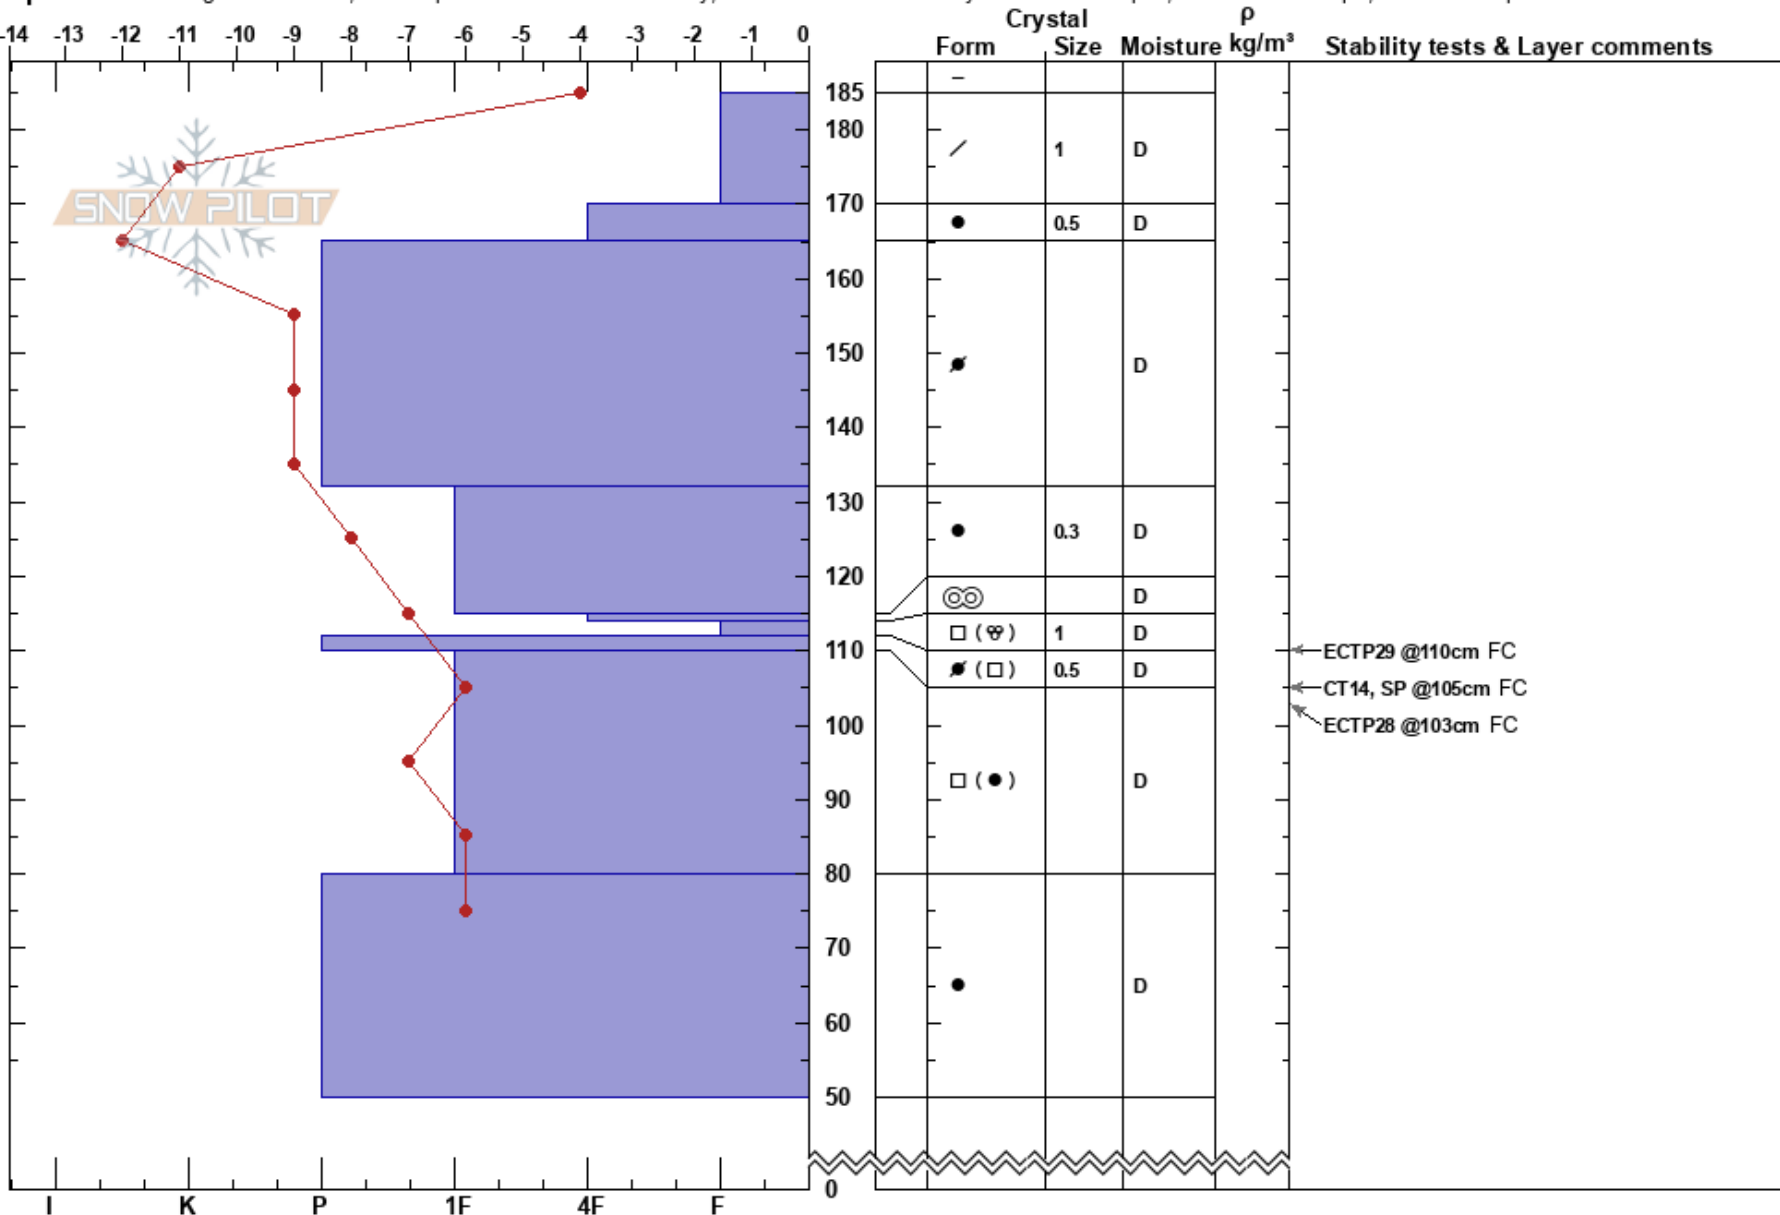 Crystal ρ
-14 -13 -12 -11 -10 -9 -8 -7 -6 -5 -4 -3 -2 -1 0
Form Size Moisture kg/m³ Stability tests & Layer comments
185
180
1 D
SNOW PILOT
170
0.5 D
160
150
D
140
130
0.3 D
120
D
( ) 1 D
110
ECTP29 @110cm FC
( ) 0.5 D
CT14, SP @105cm FC
100
ECTP28 @103cm FC
( ) D
90
80
70
D
60
50
0
I K P 1F 4F F